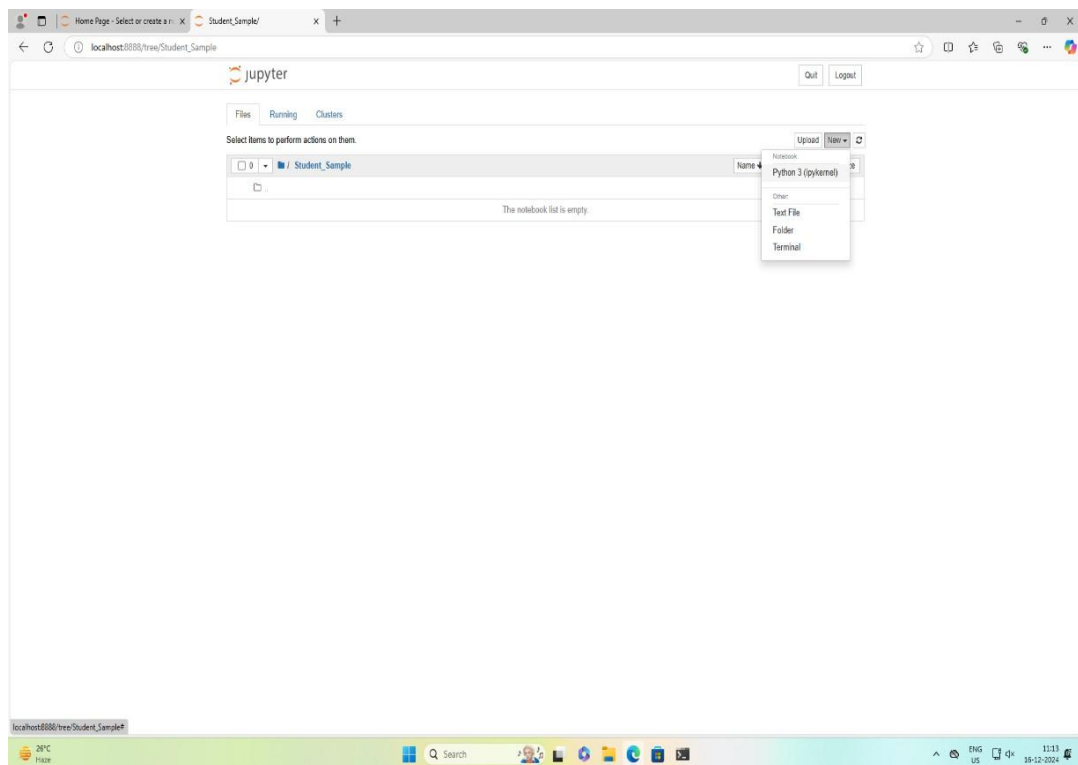 Home Page - Select or create a n
Student_Sample/
localhost:8888/tree/Student_Sample
jupyter
Quit
Logout
Files
Running
Clusters
Select items to perform actions on them.
Upload
New
0
/ Student_Sample
Name
Notebook:
Python 3 (ipykernel)
.
The notebook list is empty.
Other:
Text File
Folder
Terminal
localhost:8888/tree/Student_Sample#
26°C
Haze
Search
ENG
US
11:13
16-12-2024